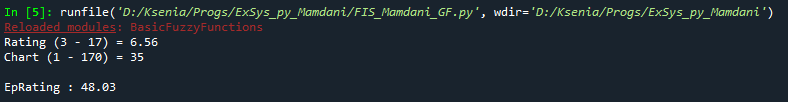 In [5]: runfile('D:/Ksenia/Progs/ExSys_py_Mamdani/FIS_Mamdani_GF.py', wdir='D:/Ksenia/Progs/ExSys_py_Mamdani')
Reloaded modules: BasicFuzzyFunctions
Rating (3 - 17) = 6.56
Chart (1 - 170) = 35
EpRating : 48.03